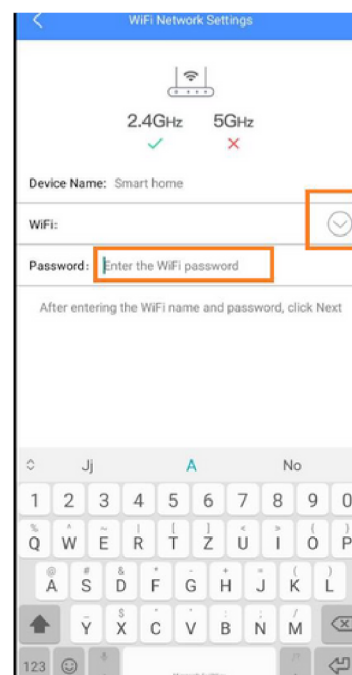 WiFi Network Settings
2.4GHz 5GHz
Device Name: Smart home
WiFi:
Password: Enter the WiFi password
After entering the WiFi name and password, click Next
Jj A No
1 2 3 4 5 6 7 8 9 0
% ^ ~ | [ ] < > { }
Q W E R T Z U I O P
@ # & * - + = ( )
A S D F G H J K L
_ $ " ' : ; /
Y X C V B N M
123